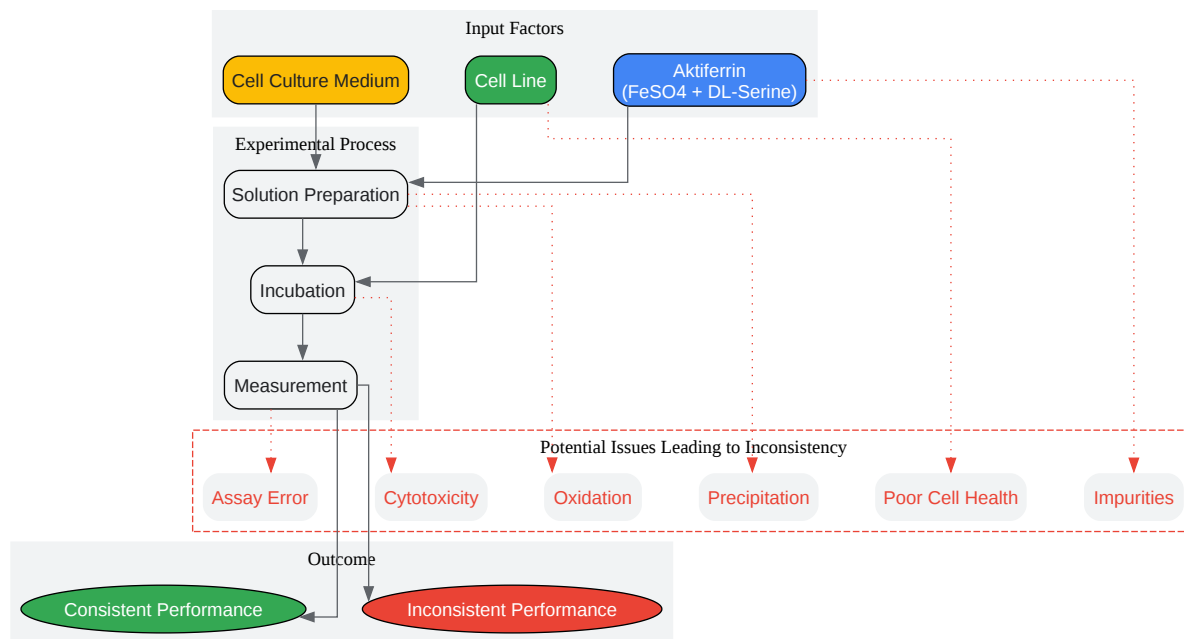 Input Factors
Cell Culture Medium
Cell Line
Aktiferrin
(FeSO4 + DL-Serine)
Experimental Process
Solution Preparation
Incubation
Measurement
Potential Issues Leading to Inconsistency
Assay Error
Cytotoxicity
Oxidation
Precipitation
Poor Cell Health
Impurities
Outcome
Consistent Performance
Inconsistent Performance